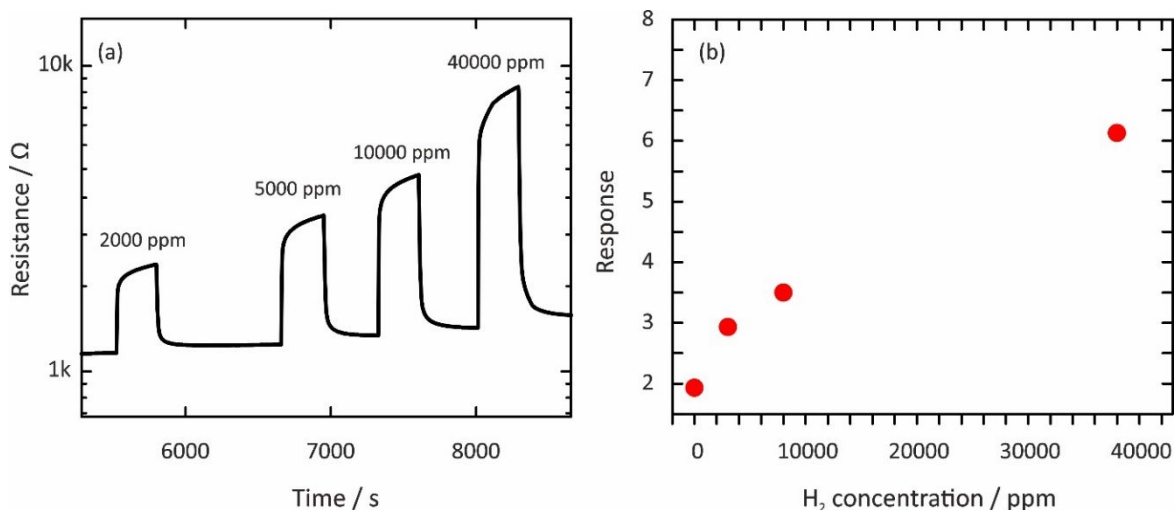 (a)
10k
1k
Resistance / Ω
2000 ppm
5000 ppm
10000 ppm
40000 ppm
6000
7000
8000
Time / s
(b)
8
7
6
5
4
3
2
Response
0
10000
20000
30000
40000
H₂ concentration / ppm